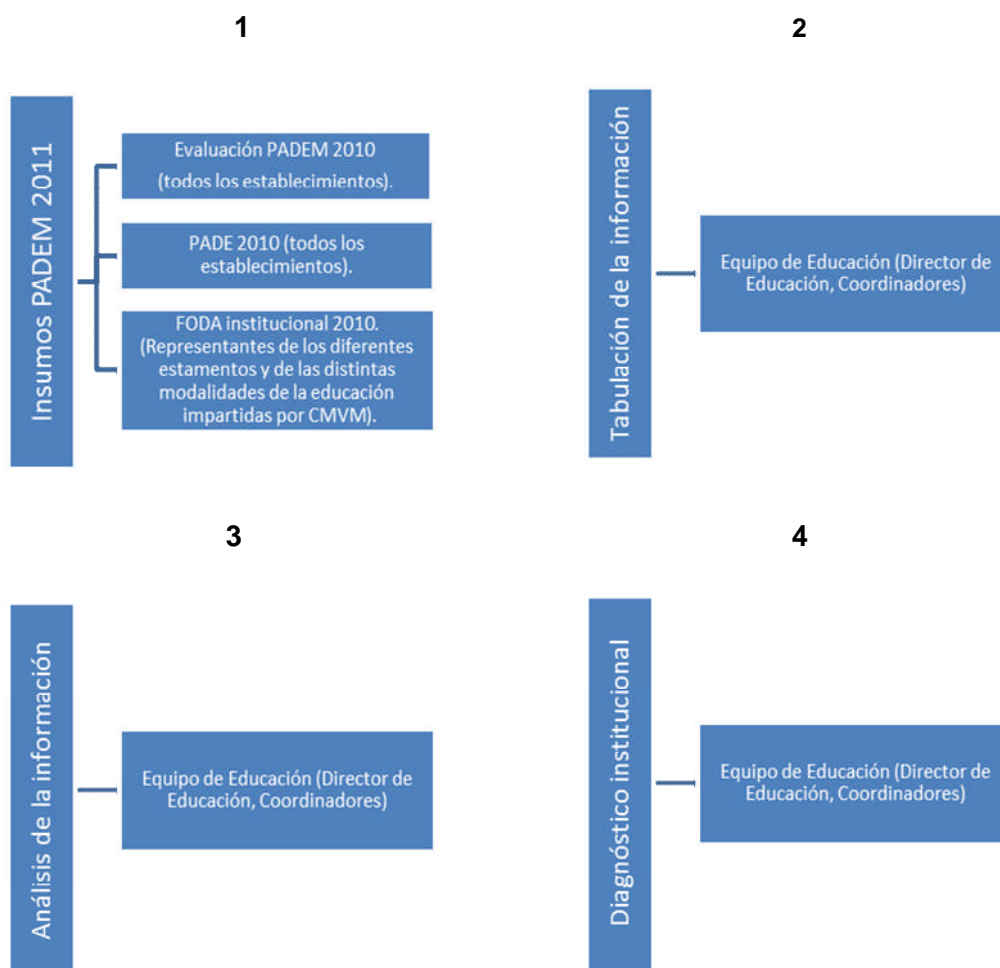 1
Insumos PADEM 2011
Evaluación PADEM 2010
(todos los establecimientos).
PADE 2010 (todos los
establecimientos).
FODA institucional 2010.
(Representantes de los diferentes
estamentos y de las distintas
modalidades de la educación
impartidas por CMVM).
2
Tabulación de la información
Equipo de Educación (Director de
Educación, Coordinadores)
3
Análisis de la información
Equipo de Educación (Director de
Educación, Coordinadores)
4
Diagnóstico institucional
Equipo de Educación (Director de
Educación, Coordinadores)